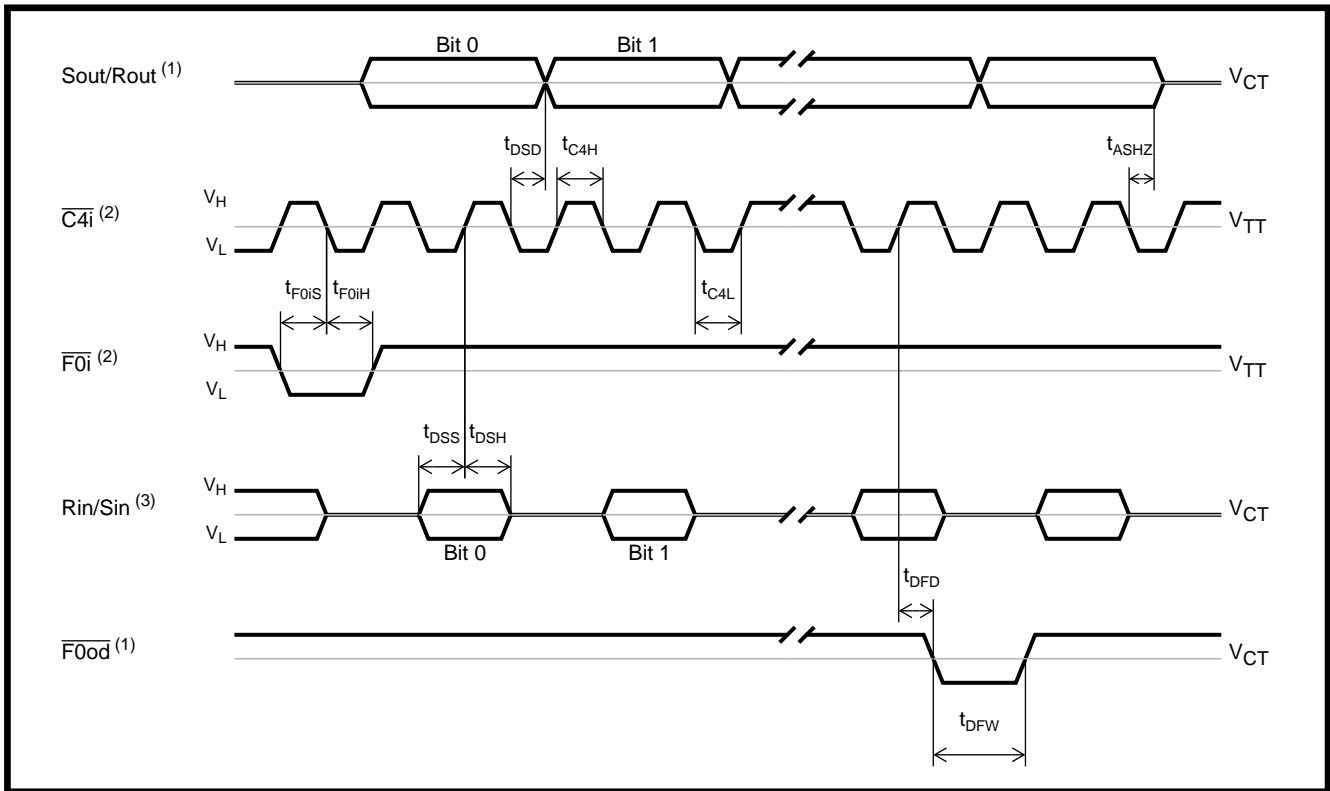 Bit 0 Bit 1
Sout/Rout (1) VCT
tDSD tC4H tASHZ
VH
C4i (2) VTT
VL
tF0iS tF0iH tC4L
VH
F0i (2) VTT
VL
tDSS tDSH
VH
Rin/Sin (3) VCT
VL
Bit 0 Bit 1
tDFD
F0od (1) VCT
tDFW